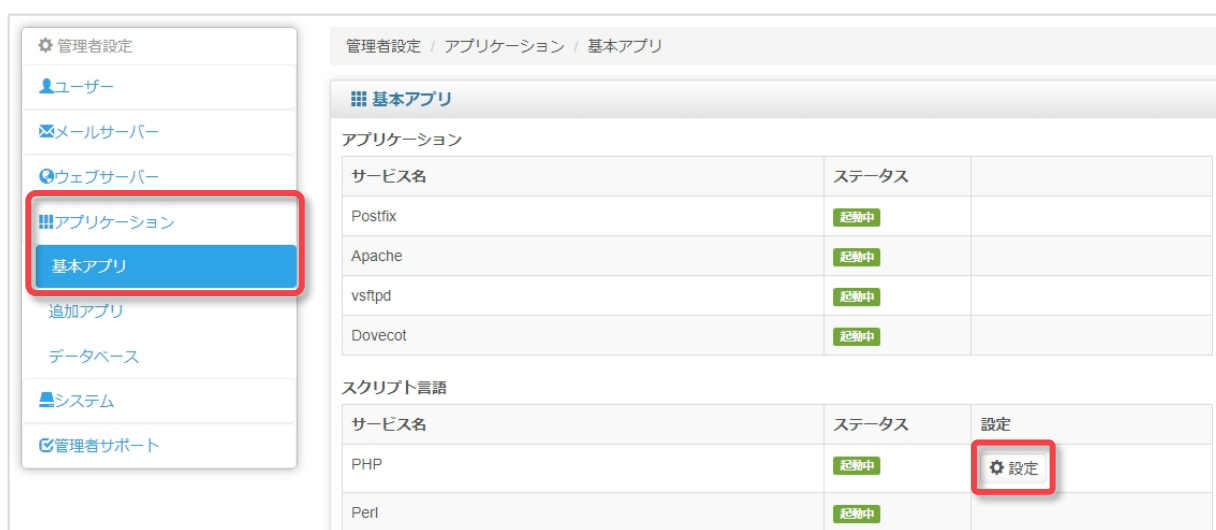 管理者設定
ユーザー
メールサーバー
ウェブサーバー
アプリケーション
基本アプリ
追加アプリ
データベース
システム
管理者サポート
管理者設定 / アプリケーション / 基本アプリ
基本アプリ
アプリケーション
サービス名 ステータス
Postfix 起動中
Apache 起動中
vsftpd 起動中
Dovecot 起動中
スクリプト言語
サービス名 ステータス 設定
PHP 起動中 設定
Perl 起動中